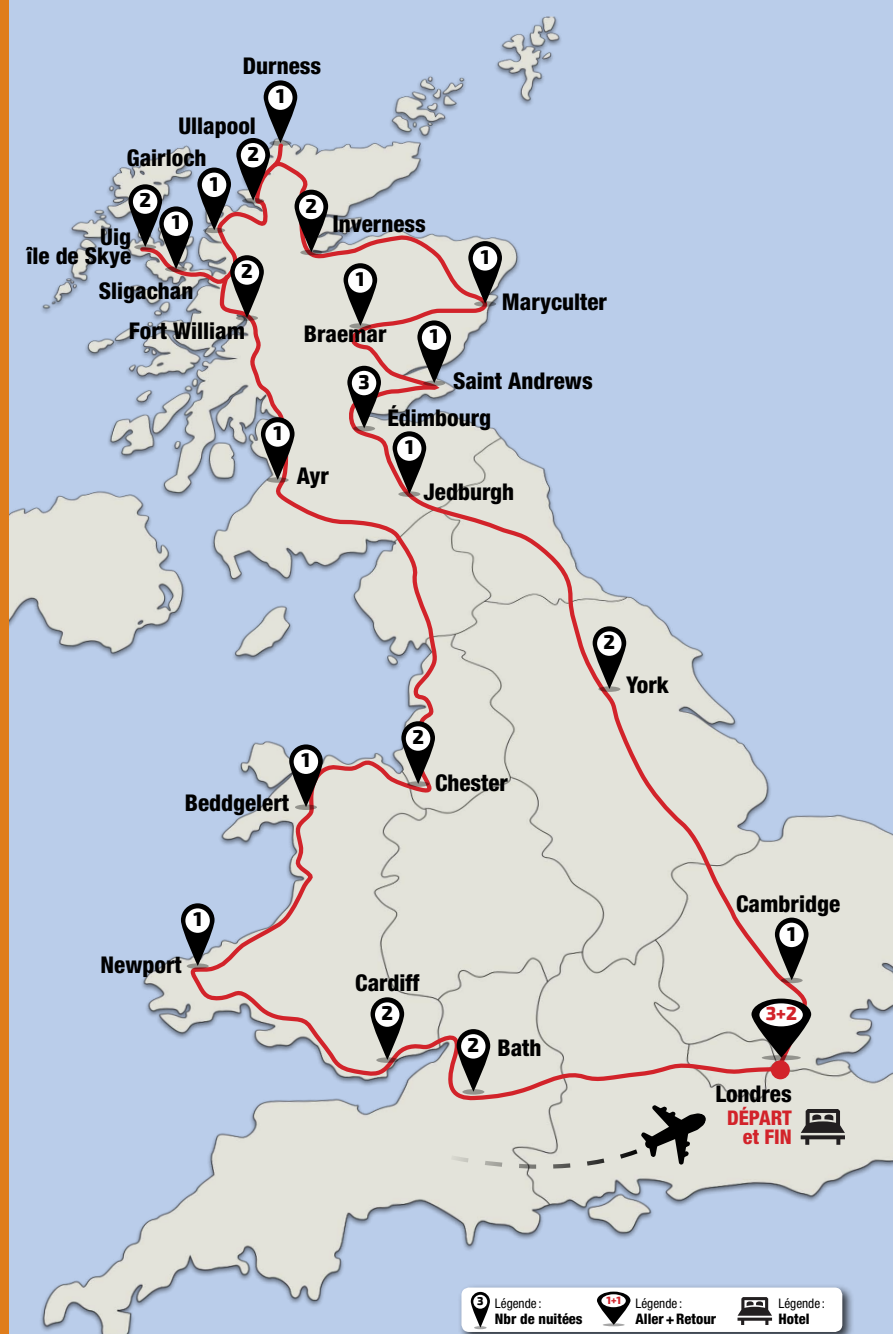 Durness
1
Ullapool
2
Gairloch
1
2
1
Uig
île de Skye
Sligachan
2
Inverness
2
Fort William
1
Maryculter
1
Braemar
1
Saint Andrews
3
Édimbourg
1
Ayr
1
Jedburgh
2
York
2
Chester
1
Beddgelert
Cambridge
1
1
Newport
Cardiff
2
2
Bath
3+2
Londres
DÉPART
et FIN
3
Légende :
Nbr de nuitées
1+1
Légende :
Aller + Retour
Légende :
Hotel